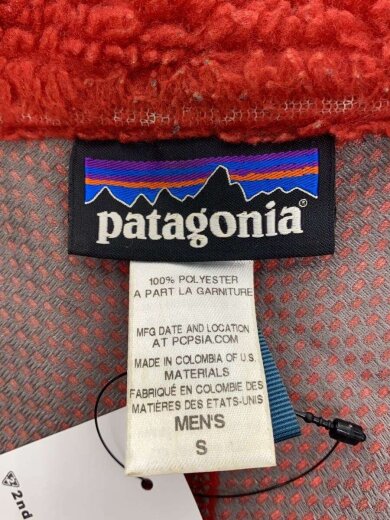 patagonia®
100% POLYESTER
A PART LA GARNITURE
MFG DATE AND LOCATION
AT PCPSIA.COM
MADE IN COLOMBIA OF U.S.
MATERIALS
FABRIQUÉ EN COLOMBIE DES
MATIÈRES DES ETATS-UNIS
MEN'S
S
2nd